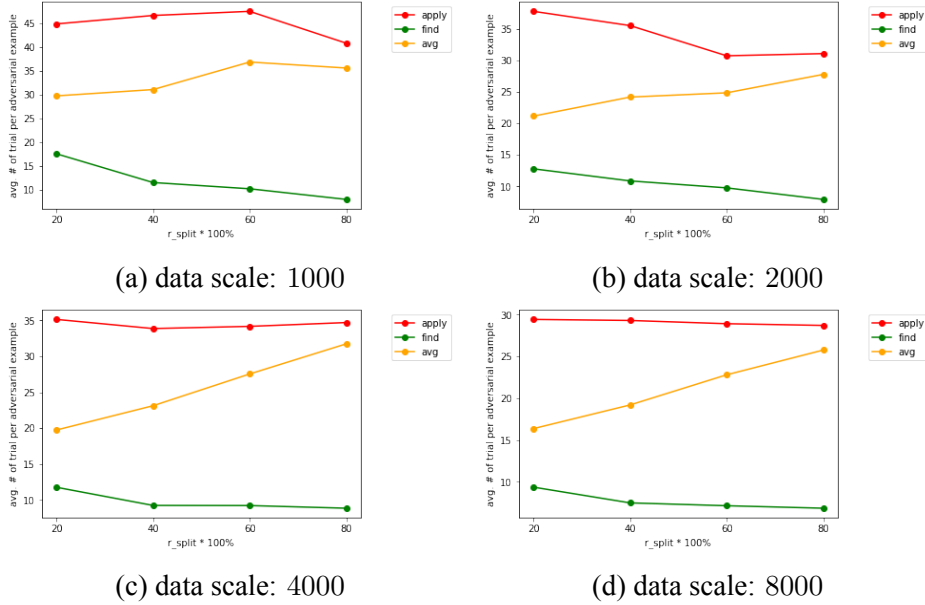 avg # of trial per adversarial example
45
40
35
30
25
20
15
10
20 40 60 80
r_split * 100%
apply
find
avg
(a) data scale: 1000
avg # of trial per adversarial example
35
30
25
20
15
10
20 40 60 80
r_split * 100%
apply
find
avg
(b) data scale: 2000
avg # of trial per adversarial example
35
30
25
20
15
10
20 40 60 80
r_split * 100%
apply
find
avg
(c) data scale: 4000
avg # of trial per adversarial example
30
25
20
15
10
20 40 60 80
r_split * 100%
apply
find
avg
(d) data scale: 8000